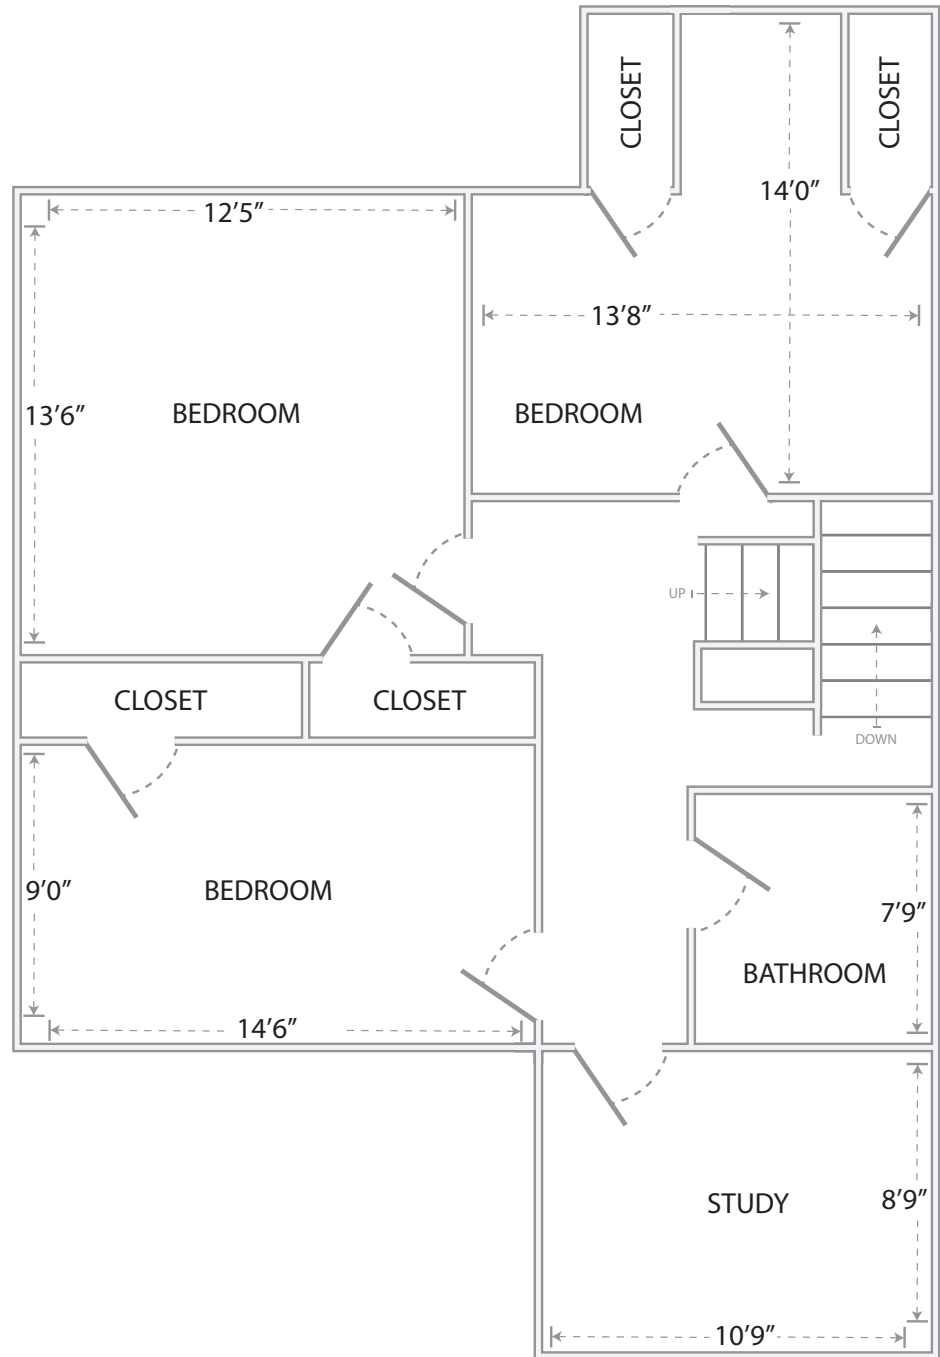 CLOSET
CLOSET
14’0”
12’5”
13’8”
13’6”
BEDROOM
BEDROOM
UP
CLOSET
CLOSET
DOWN
9’0”
BEDROOM
7’9”
BATHROOM
14’6”
STUDY
8’9”
10’9”